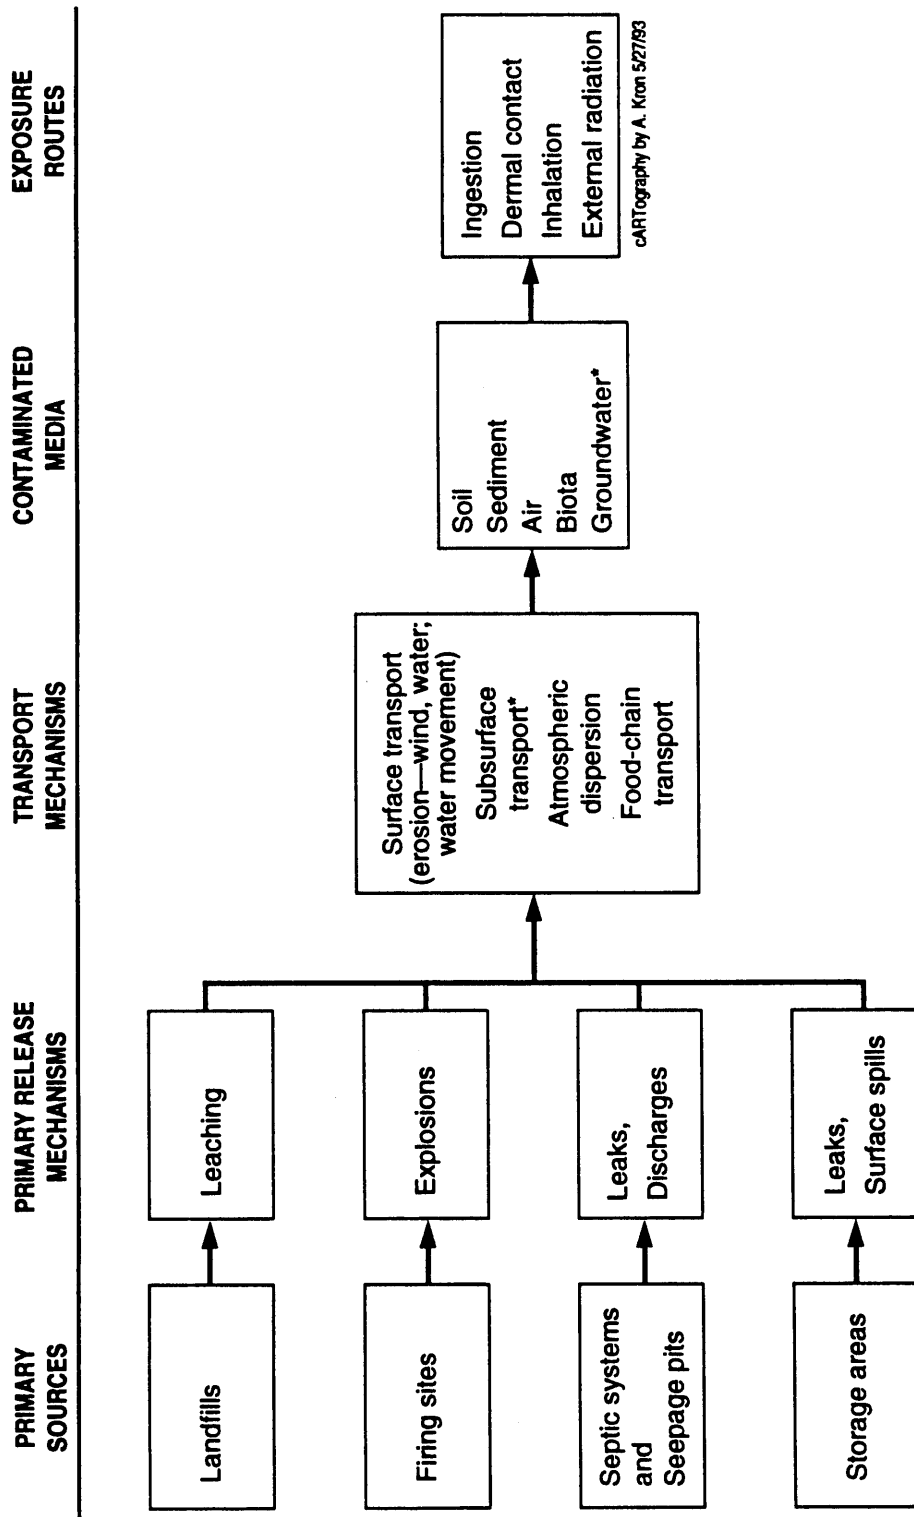 PRIMARY
SOURCES
PRIMARY RELEASE
MECHANISMS
TRANSPORT
MECHANISMS
CONTAMINATED
MEDIA
EXPOSURE
ROUTES
Landfills
Leaching
Firing sites
Explosions
Septic systems
and
Seepage pits
Leaks,
Discharges
Storage areas
Leaks,
Surface spills
Surface transport
(erosion—wind, water;
water movement)
Subsurface
transport*
Atmospheric
dispersion
Food-chain
transport
Soil
Sediment
Air
Biota
Groundwater*
Ingestion
Dermal contact
Inhalation
External radiation
cARTography by A. Kron 5/27/93